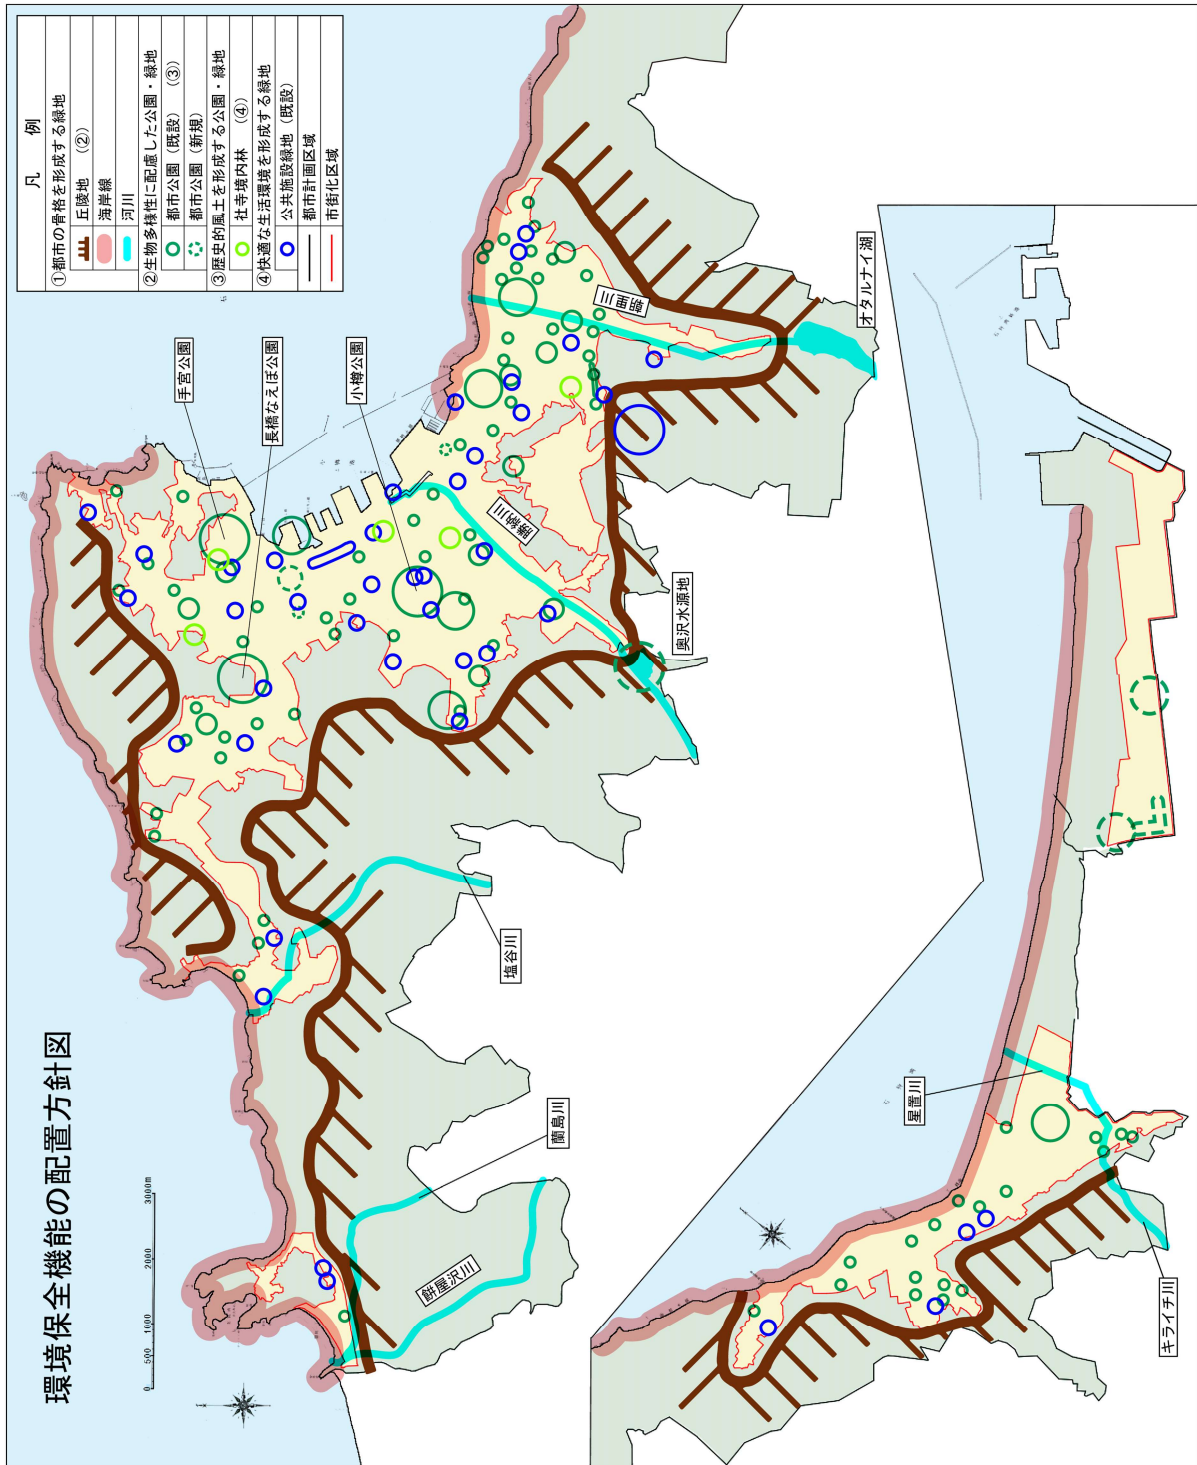 環境保全機能の配置方針図
凡 例
①都市の骨格を形成する緑地
丘陵地 (②)
海岸線
河川
②生物多様性に配慮した公園・緑地
都市公園（既設） (③)
都市公園（新規）
③歴史的風土を形成する公園・緑地
社寺境内林 (④)
④快適な生活環境を形成する緑地
公共施設緑地（既設）
都市計画区域
市街化区域
0 500 1000 2000 3000m
手宮公園
長橋なえぼ公園
小樽公園
朝里川
オタルナイ湖
勝納川
奥沢水源地
塩谷川
蘭島川
餅屋沢川
星置川
キライチ川